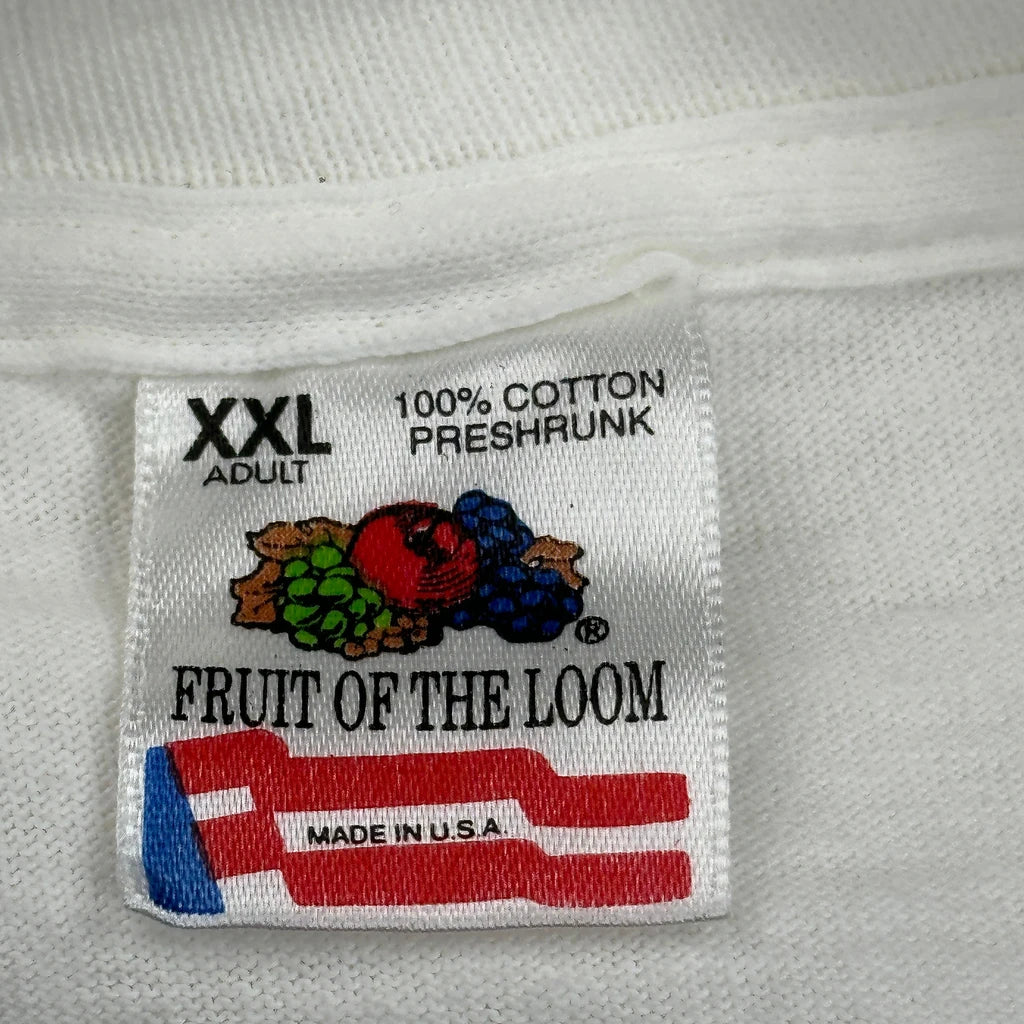 XXL
ADULT
100% COTTON
PRESHRUNK
®
FRUIT OF THE LOOM
MADE IN U.S.A.